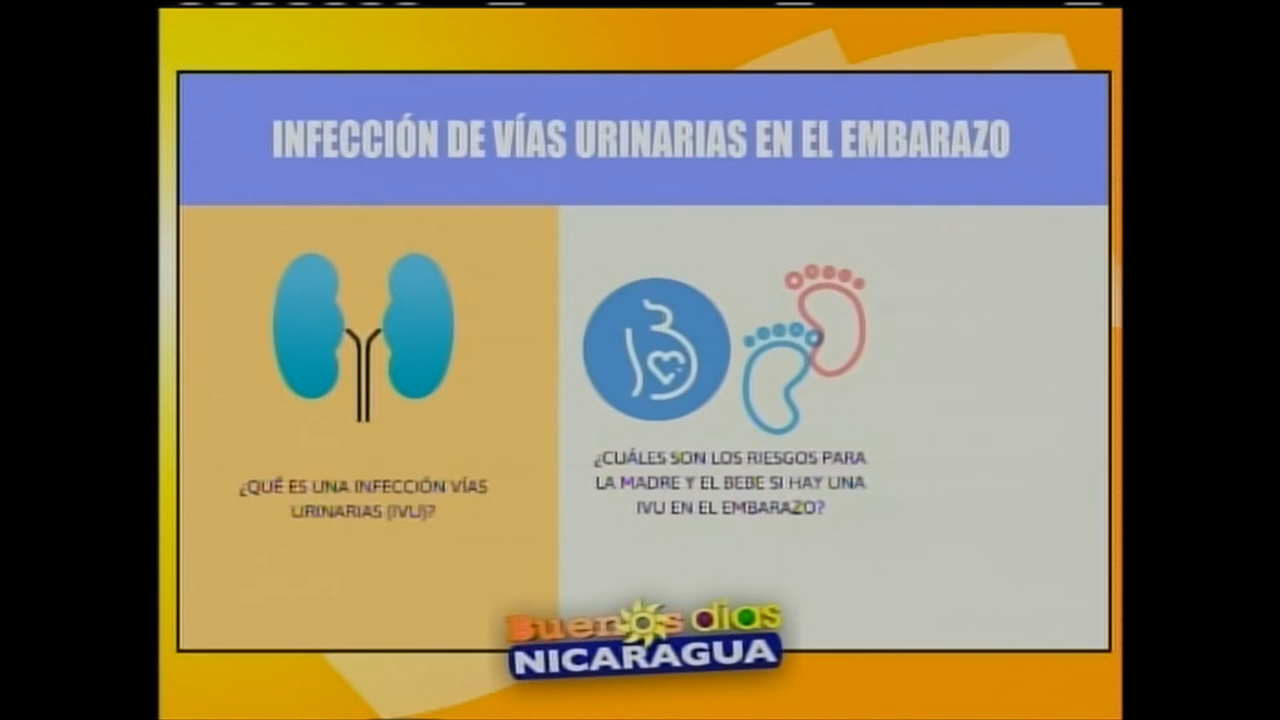 INFECCIÓN DE VÍAS URINARIAS EN EL EMBARAZO
¿QUÉ ES UNA INFECCIÓN VÍAS
URINARIAS (IVU)?
¿CUÁLES SON LOS RIESGOS PARA
LA MADRE Y EL BEBE SI HAY UNA
IVU EN EL EMBARAZO?
Buenos días
NICARAGUA